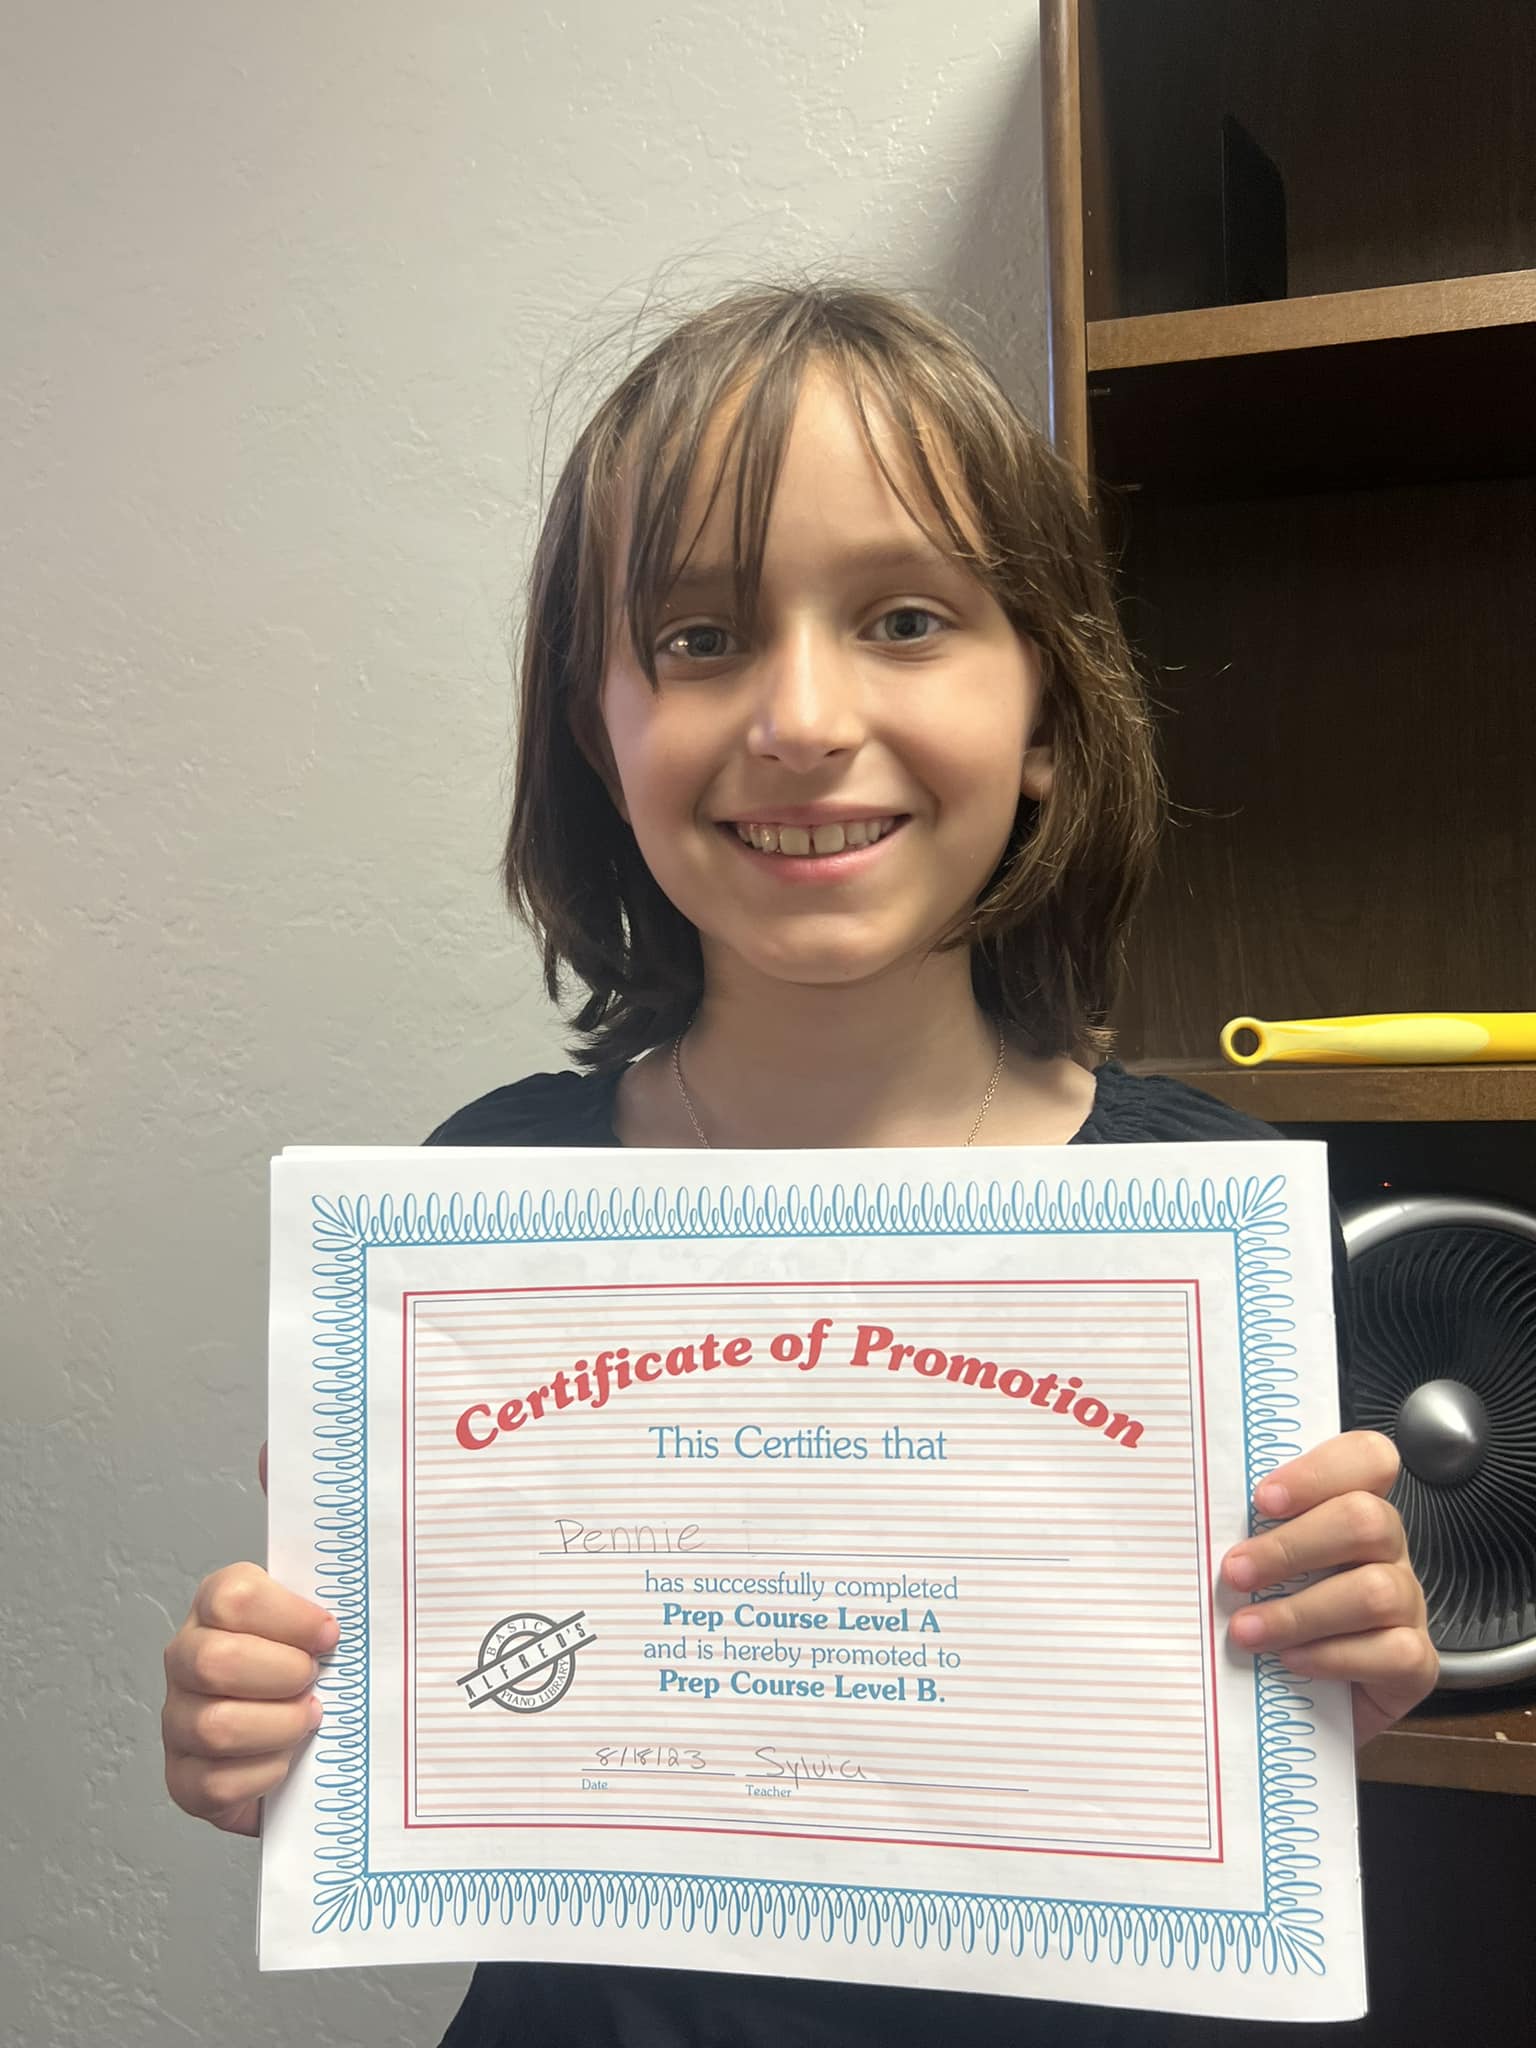 Certificate of Promotion
This Certifies that
Pennie
has successfully completed
Prep Course Level A
and is hereby promoted to
Prep Course Level B.
BASIC
ALFRED'S
PIANO LIBRARY
8/18/23 Sylvia
Date Teacher